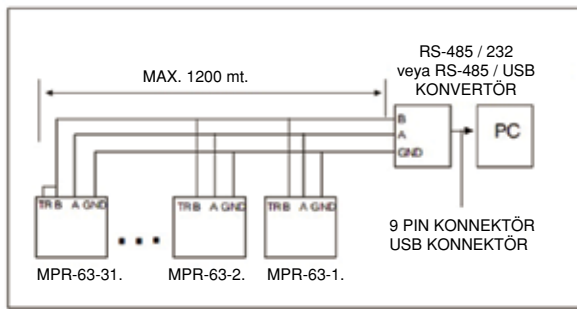 RS-485 / 232
veya RS-485 / USB
KONVERTÖR
MAX. 1200 mt.
B
A
GND
PC
TR B A GND
TR B A GND
TR B A GND
9 PIN KONNEKTÖR
USB KONNEKTÖR
MPR-63-31.
MPR-63-2.
MPR-63-1.